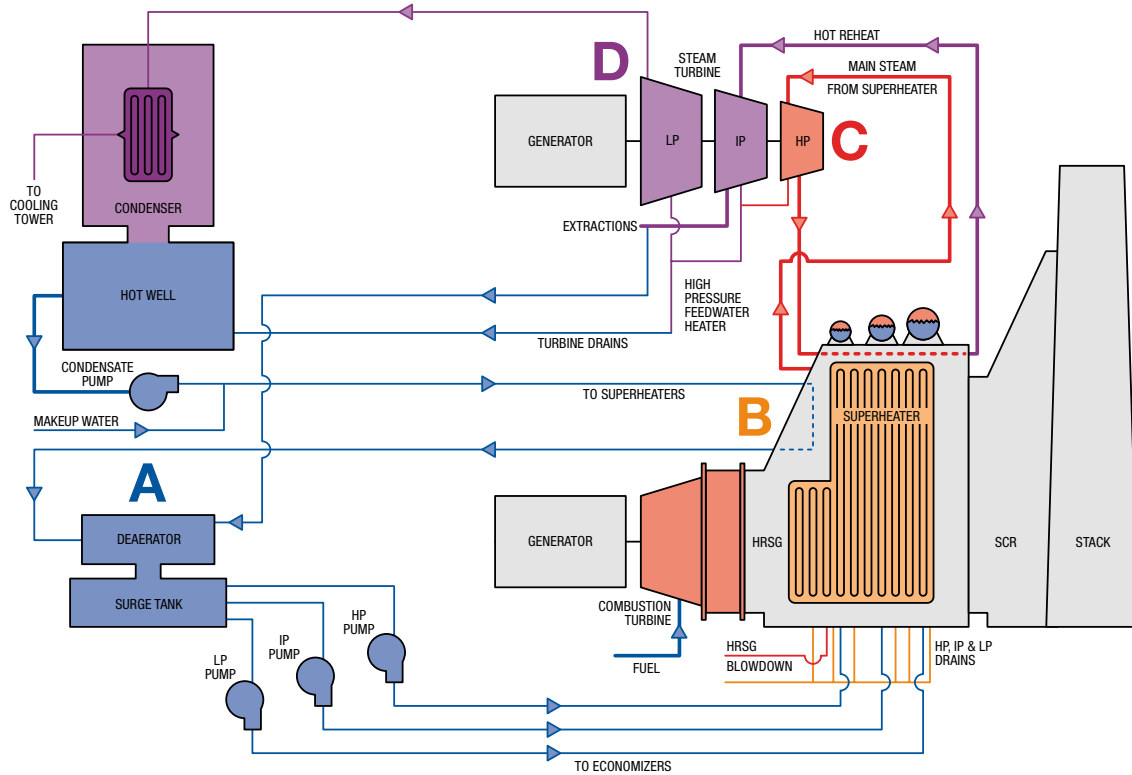 HOT REHEAT
D
STEAM
TURBINE
MAIN STEAM
FROM SUPERHEATER
GENERATOR
LP
IP
HP
C
TO
COOLING
TOWER
CONDENSER
EXTRACTIONS
HOT WELL
HIGH
PRESSURE
FEEDWATER
HEATER
TURBINE DRAINS
CONDENSATE
PUMP
TO SUPERHEATERS
MAKEUP WATER
B
SUPERHEATER
A
DEAERATOR
GENERATOR
HRSG
SCR
STACK
SURGE TANK
COMBUSTION
TURBINE
HP
PUMP
IP
PUMP
LP
PUMP
FUEL
HRSG
BLOWDOWN
HP, IP & LP
DRAINS
TO ECONOMIZERS